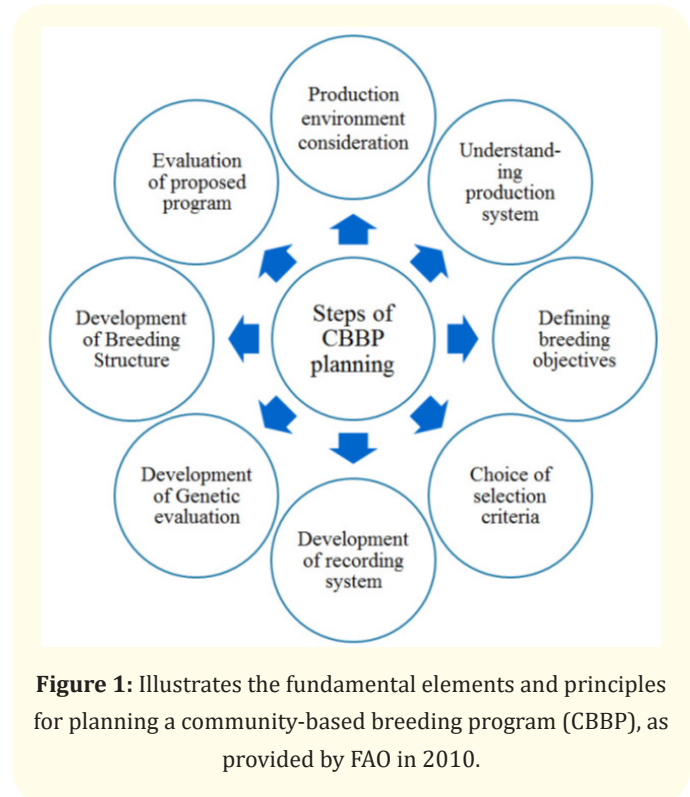 Production
environment
consideration
Understand-
ing
production
system
Defining
breeding
objectives
Choice of
selection
criteria
Development
of recording
system
Development
of Genetic
evaluation
Development
of Breeding
Structure
Evaluation
of proposed
program
Steps of
CBBP
planning
Figure 1: Illustrates the fundamental elements and principles
for planning a community-based breeding program (CBBP), as
provided by FAO in 2010.